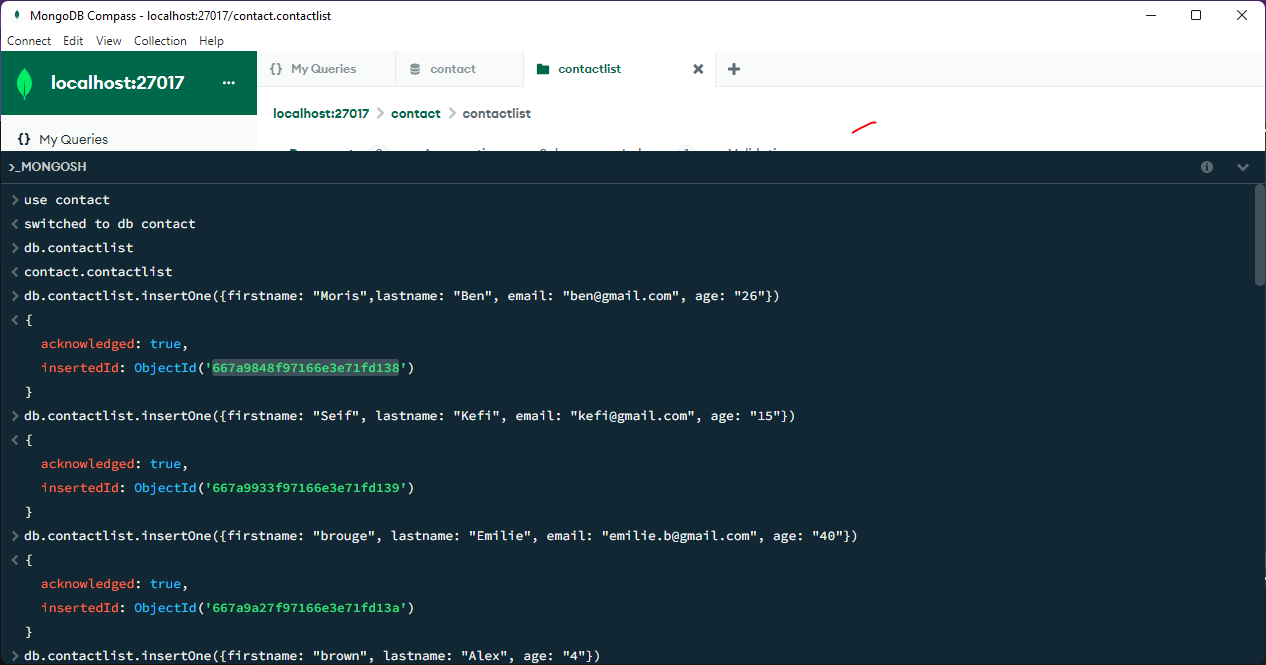 MongoDB Compass - localhost:27017/contact.contactlist
Connect Edit View Collection Help
localhost:27017 ...
{} My Queries
contact
contactlist
localhost:27017 > contact > contactlist
{} My Queries
>_MONGOSH
> use contact
< switched to db contact
> db.contactlist
< contact.contactlist
> db.contactlist.insertOne({firstname: "Moris",lastname: "Ben", email: "ben@gmail.com", age: "26"})
< {
acknowledged: true,
insertedId: ObjectId('667a9848f97166e3e71fd138')
}
> db.contactlist.insertOne({firstname: "Seif", lastname: "Kefi", email: "kefi@gmail.com", age: "15"})
< {
acknowledged: true,
insertedId: ObjectId('667a9933f97166e3e71fd139')
}
> db.contactlist.insertOne({firstname: "brouge", lastname: "Emilie", email: "emilie.b@gmail.com", age: "40"})
< {
acknowledged: true,
insertedId: ObjectId('667a9a27f97166e3e71fd13a')
}
> db.contactlist.insertOne({firstname: "brown", lastname: "Alex", age: "4"})